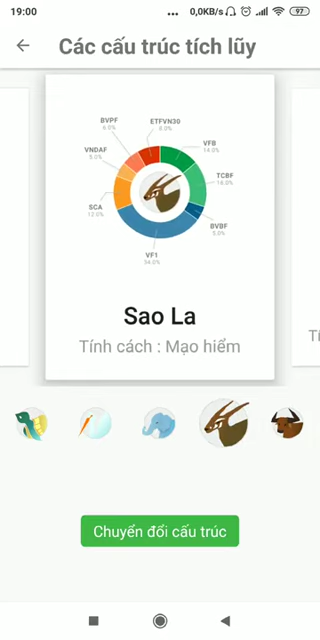 19:00
... 0,0KB/s 97
Các cấu trúc tích lũy
BVPF
6.0%
ETFVN30
8.0%
VNDAF
5.0%
VFB
14.0%
TCBF
16.0%
SCA
12.0%
BVBF
5.0%
VF1
34.0%
Sao La
Tính cách : Mạo hiểm
Tí
Chuyển đổi cấu trúc